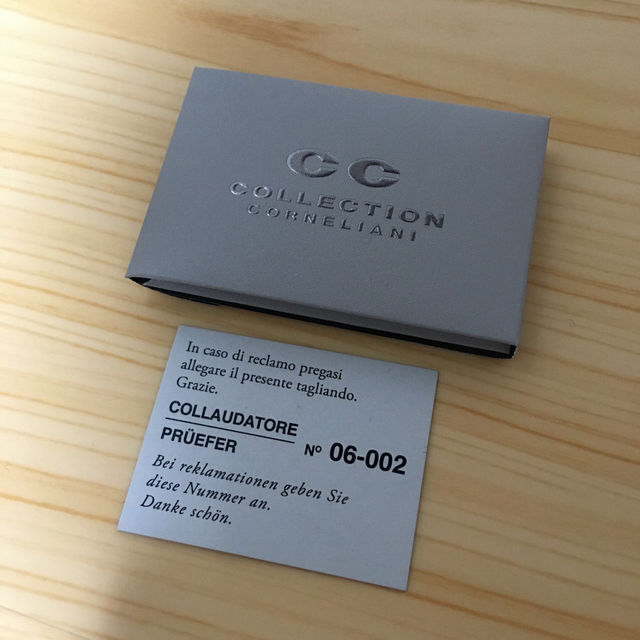 CC
COLLECTION
CORNELIANI
In caso di reclamo pregasi
allegare il presente tagliando.
Grazie.
COLLAUDATORE
PRÜEFER
Nº 06-002
Bei reklamationen geben Sie
diese Nummer an.
Danke schön.